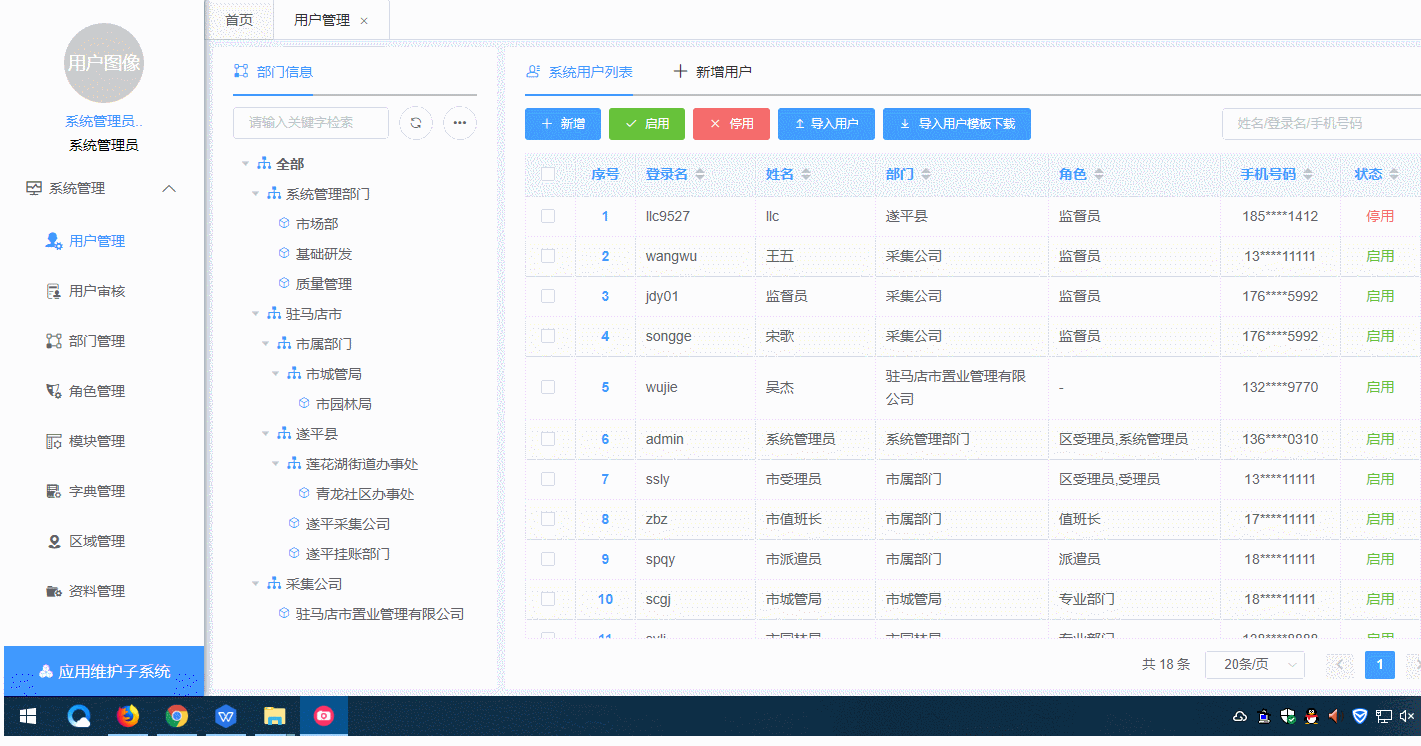 首页
用户管理 ×
用户图像
系统管理员..
系统管理员
系统管理
用户管理
用户审核
部门管理
角色管理
模块管理
字典管理
区域管理
资料管理
应用维护子系统
部门信息
请输入关键字检索
全部
系统管理部门
市场部
基础研发
质量管理
驻马店市
市属部门
市城管局
市园林局
遂平县
莲花湖街道办事处
青龙社区办事处
遂平采集公司
遂平挂账部门
采集公司
驻马店市置业管理有限公司
系统用户列表 新增用户
新增 启用 停用 导入用户 导入用户模板下载 姓名/登录名/手机号码
序号 登录名 姓名 部门 角色 手机号码 状态
1 llc9527 llc 遂平县 监督员 185****1412 停用
2 wangwu 王五 采集公司 监督员 13****11111 启用
3 jdy01 监督员 采集公司 监督员 176****5992 启用
4 songge 宋歌 采集公司 监督员 176****5992 启用
5 wujie 吴杰 驻马店市置业管理有限公司 - 132****9770 启用
6 admin 系统管理员 系统管理部门 区受理员,系统管理员 136****0310 启用
7 ssly 市受理员 市属部门 区受理员,受理员 13****11111 启用
8 zbz 市值班长 市属部门 值班长 17****11111 启用
9 spqy 市派遣员 市属部门 派遣员 18****11111 启用
10 scgj 市城管局 市城管局 专业部门 18****11111 启用
共 18 条 20条/页 1